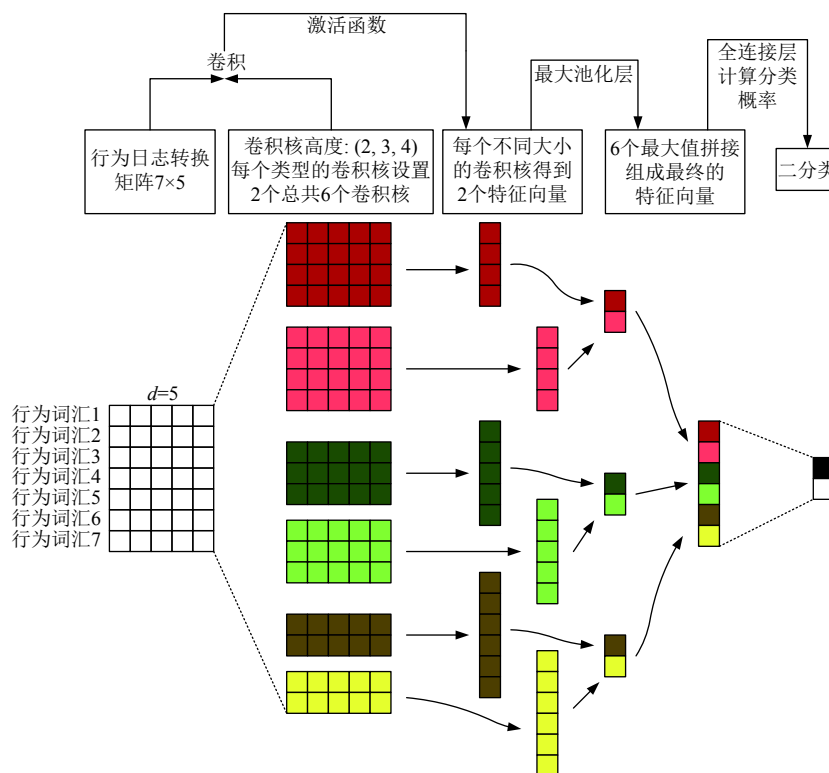 激活函数
卷积
最大池化层
全连接层
计算分类
概率
行为日志转换
矩阵7×5
卷积核高度: (2, 3, 4)
每个类型的卷积核设置
2个总共6个卷积核
每个不同大小
的卷积核得到
2个特征向量
6个最大值拼接
组成最终的
特征向量
二分类
d=5
行为词汇1
行为词汇2
行为词汇3
行为词汇4
行为词汇5
行为词汇6
行为词汇7